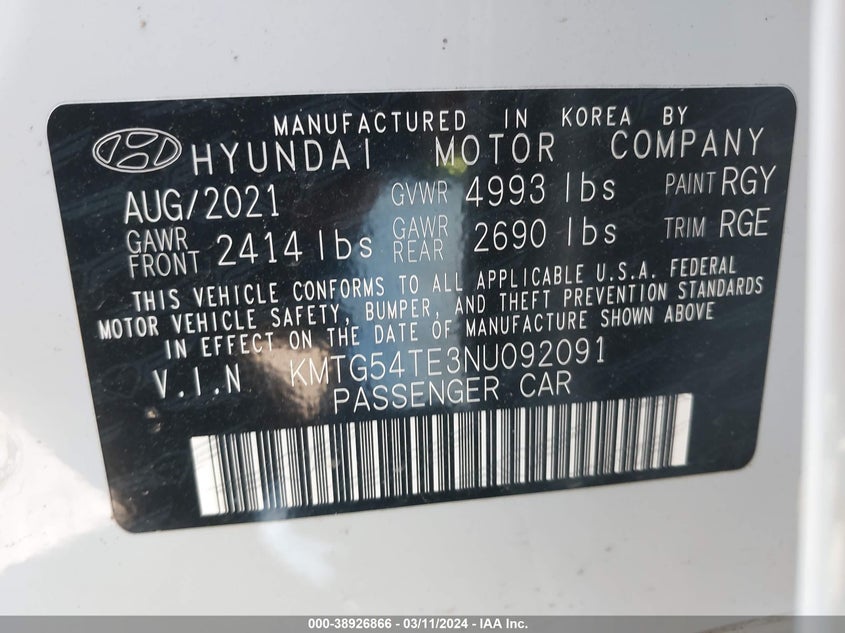 MANUFACTURED IN KOREA BY
HYUNDAI MOTOR COMPANY
AUG/2021 GVWR 4993 lbs PAINT RGY
GAWR FRONT 2414 lbs GAWR REAR 2690 lbs TRIM RGE
THIS VEHICLE CONFORMS TO ALL APPLICABLE U.S.A. FEDERAL
MOTOR VEHICLE SAFETY, BUMPER, AND THEFT PREVENTION STANDARDS
IN EFFECT ON THE DATE OF MANUFACTURE SHOWN ABOVE
V.I.N KMTG54TE3NU092091
PASSENGER CAR
000-38926866 - 03/11/2024 - IAA Inc.